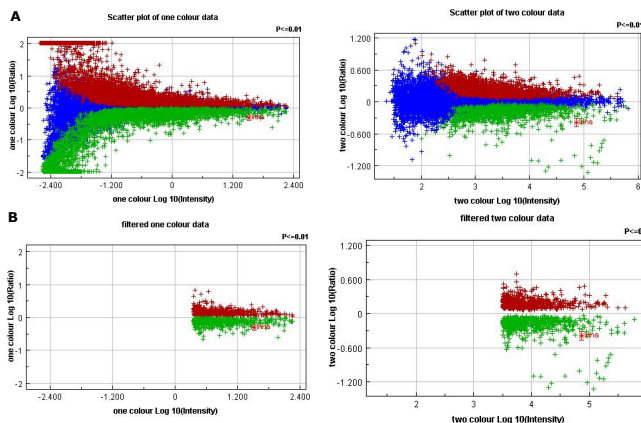 A
Scatter plot of one colour data
P<=0.01
one colour Log 10(Ratio)
2
1
0
-1
-2
-2.400
-1.200
0
1.200
2.400
one colour Log 10(Intensity)
Scatter plot of two colour data
P<=0.01
two colour Log 10(Ratio)
1.200
0.600
0
-0.600
-1.200
2
3
4
5
6
two colour Log 10(Intensity)
B
filtered one colour data
P<=0.01
one colour Log 10(Ratio)
2
1
0
-1
-2
-2.400
-1.200
0
1.200
2.400
one colour Log 10(Intensity)
filtered two colour data
P<=0
two colour Log 10(Ratio)
1.200
0.600
0
-0.600
-1.200
2
3
4
5
two colour Log 10(Intensity)